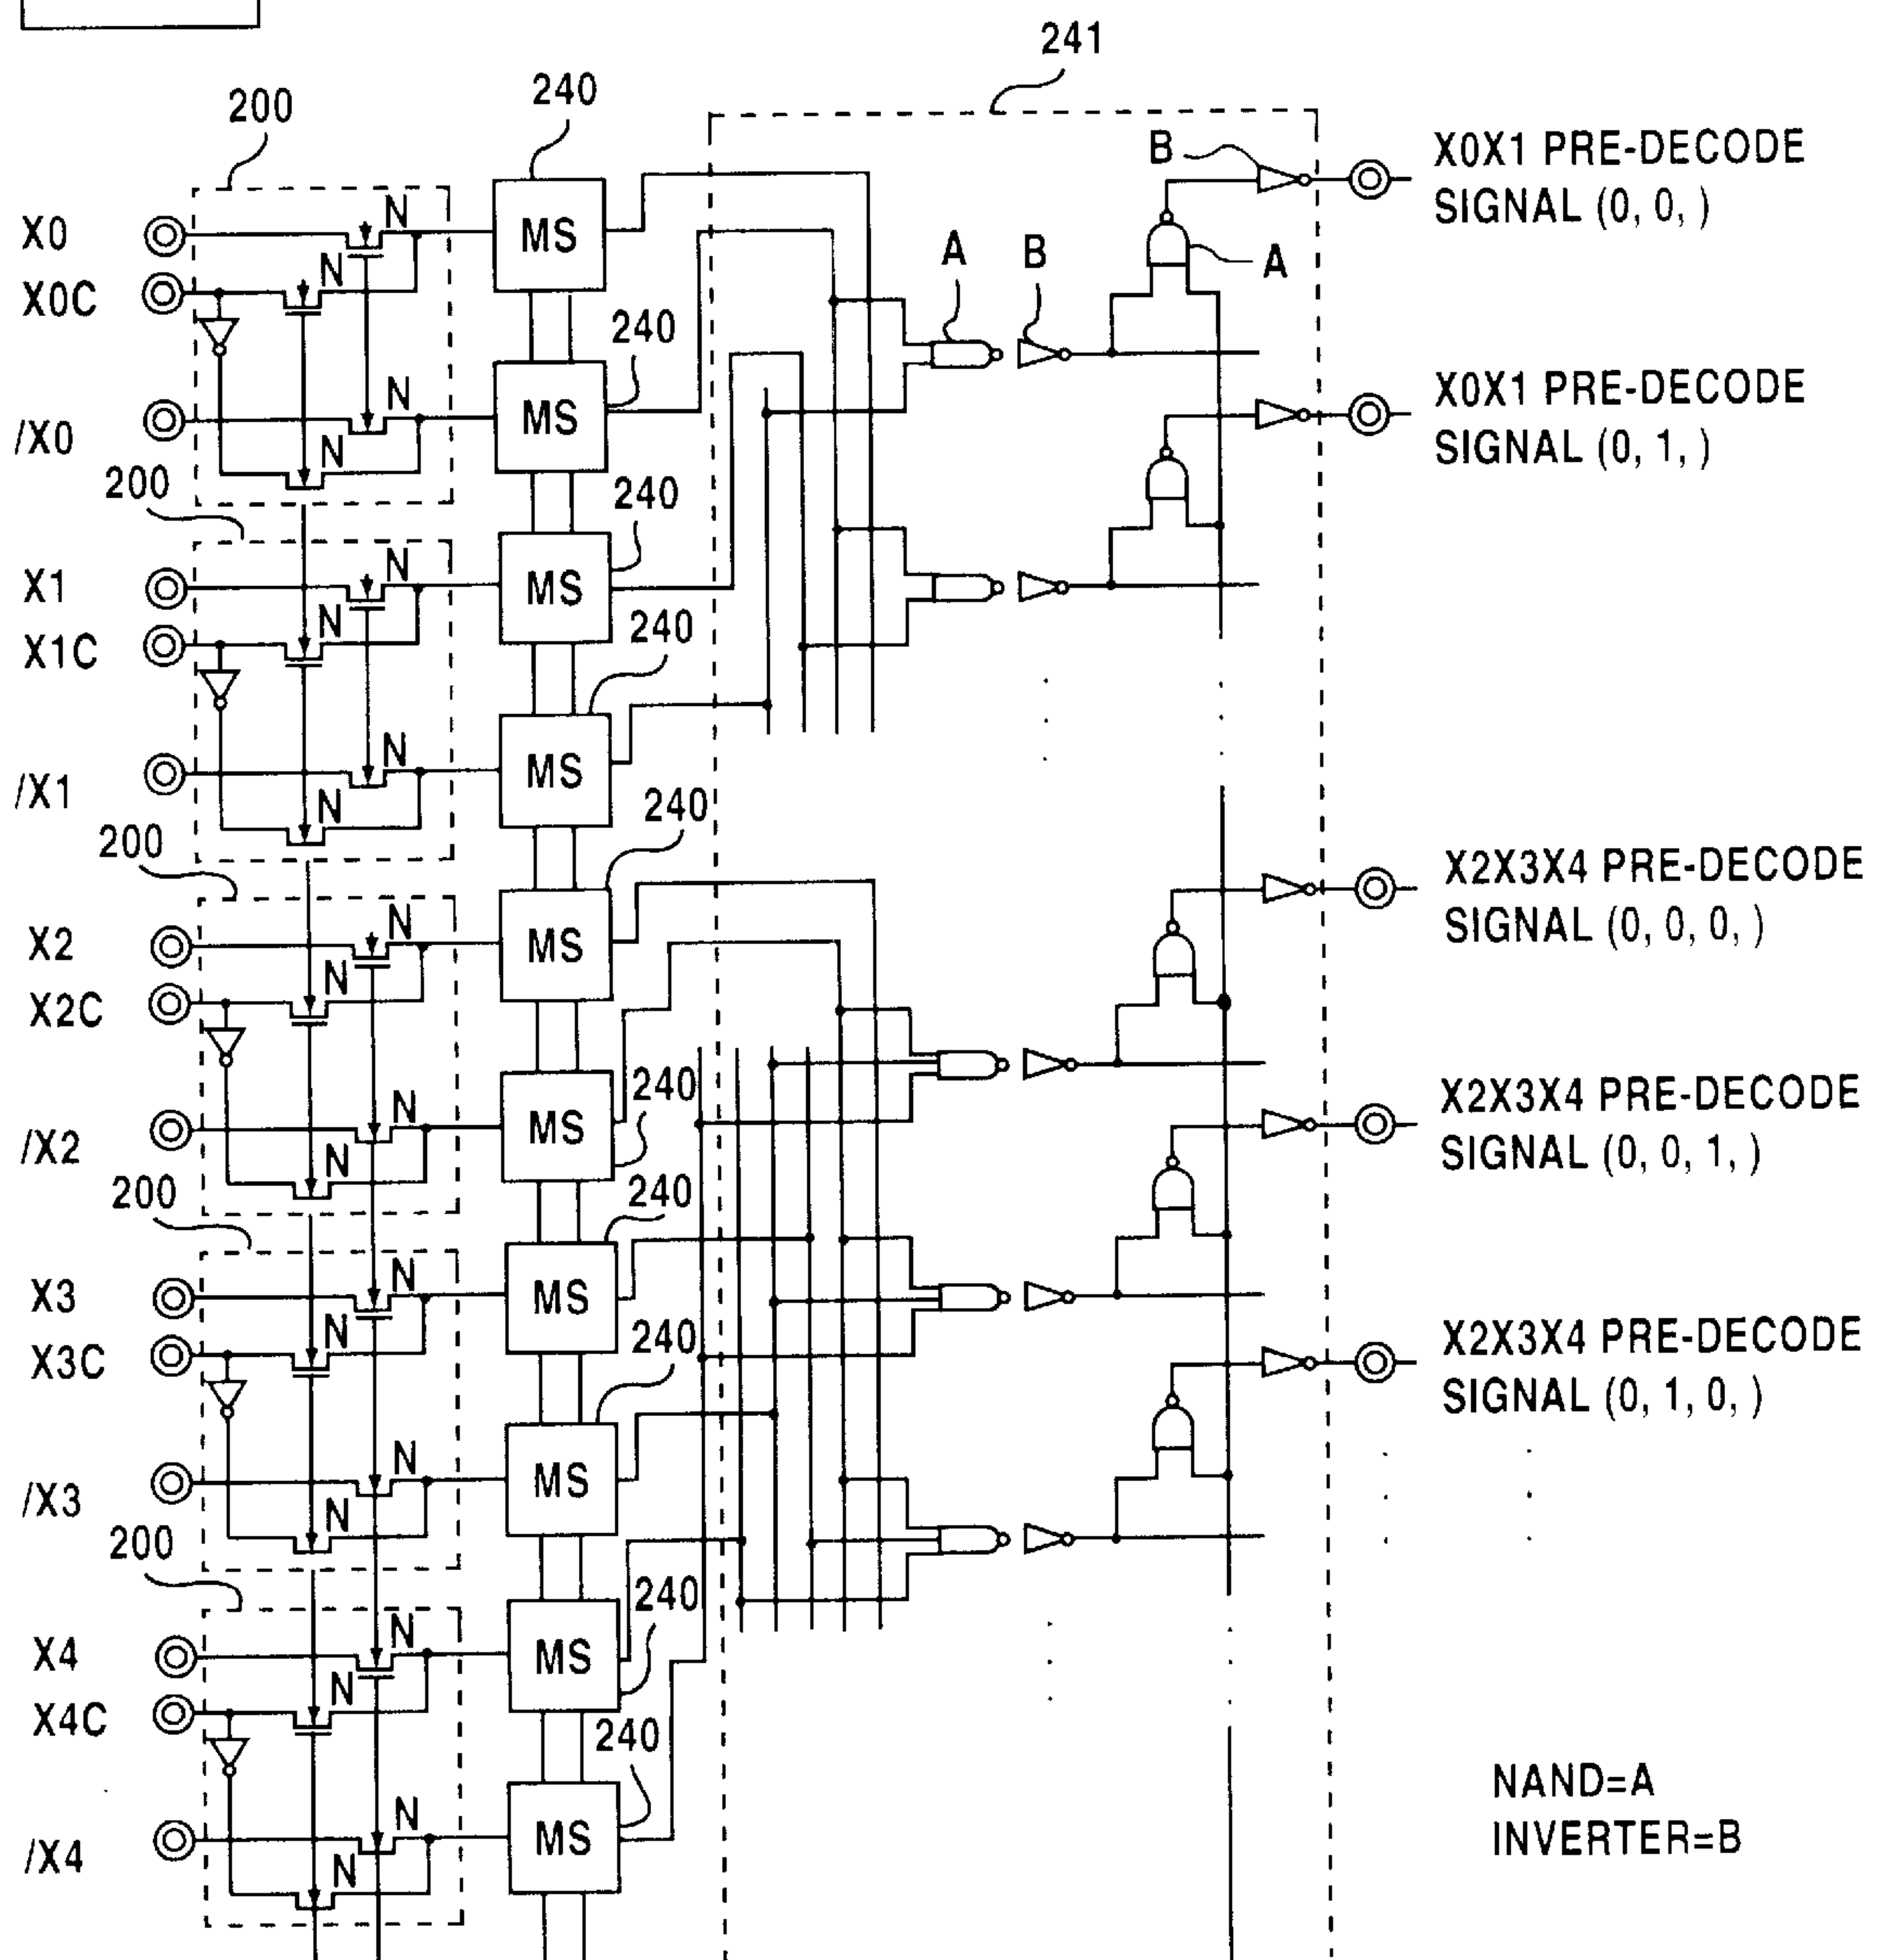 241
240
200
B
X0X1 PRE-DECODE
SIGNAL (0, 0, )
X0
N
MS
A
A
B
X0C
N
240
X0X1 PRE-DECODE
SIGNAL (0, 1, )
/X0
N
MS
N
200
240
X1
N
MS
X1C
N
240
/X1
N
MS
N
200
240
X2X3X4 PRE-DECODE
SIGNAL (0, 0, 0, )
X2
N
MS
X2C
N
240
X2X3X4 PRE-DECODE
SIGNAL (0, 0, 1, )
/X2
N
MS
N
200
240
X3
N
MS
X3C
N
240
X2X3X4 PRE-DECODE
SIGNAL (0, 1, 0, )
/X3
N
MS
N
200
240
X4
N
MS
X4C
N
240
NAND=A
INVERTER=B
/X4
N
MS
N